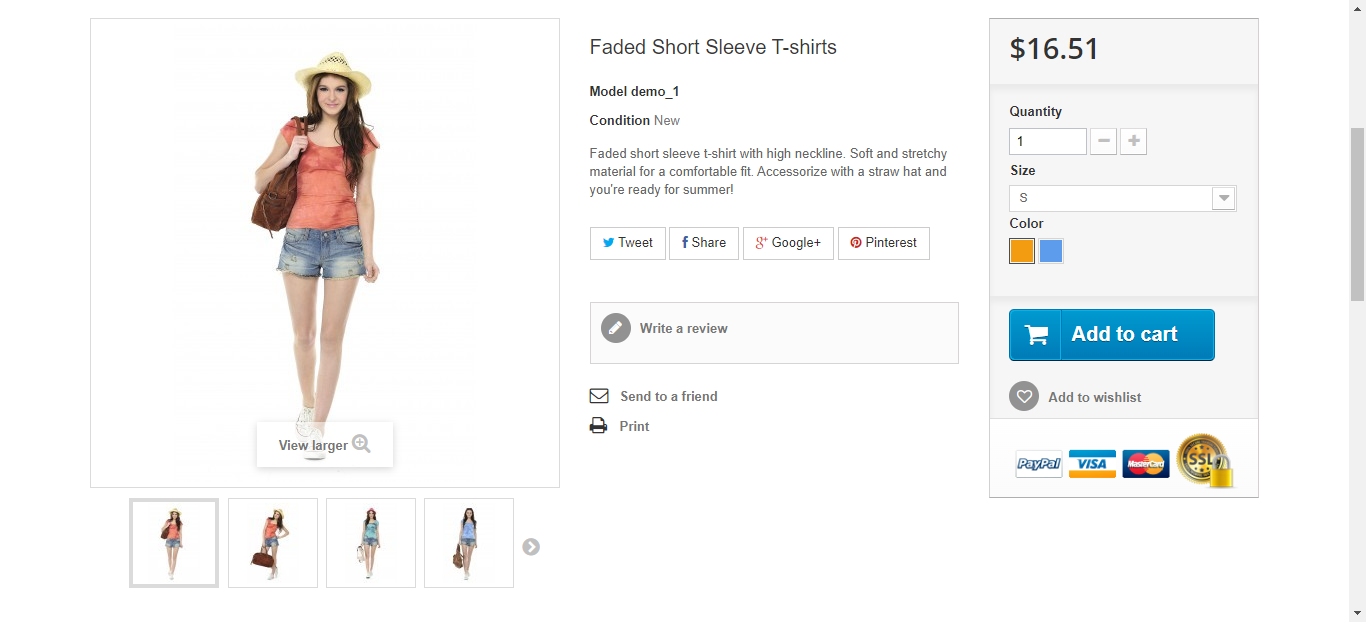 Faded Short Sleeve T-shirts
Model demo_1
Condition New
Faded short sleeve t-shirt with high neckline. Soft and stretchy
material for a comfortable fit. Accessorize with a straw hat and
you're ready for summer!
Tweet
Share
Google+
Pinterest
Write a review
Send to a friend
Print
View larger
$16.51
Quantity
1
Size
S
Color
Add to cart
Add to wishlist
PayPal
VISA
MasterCard
SSL